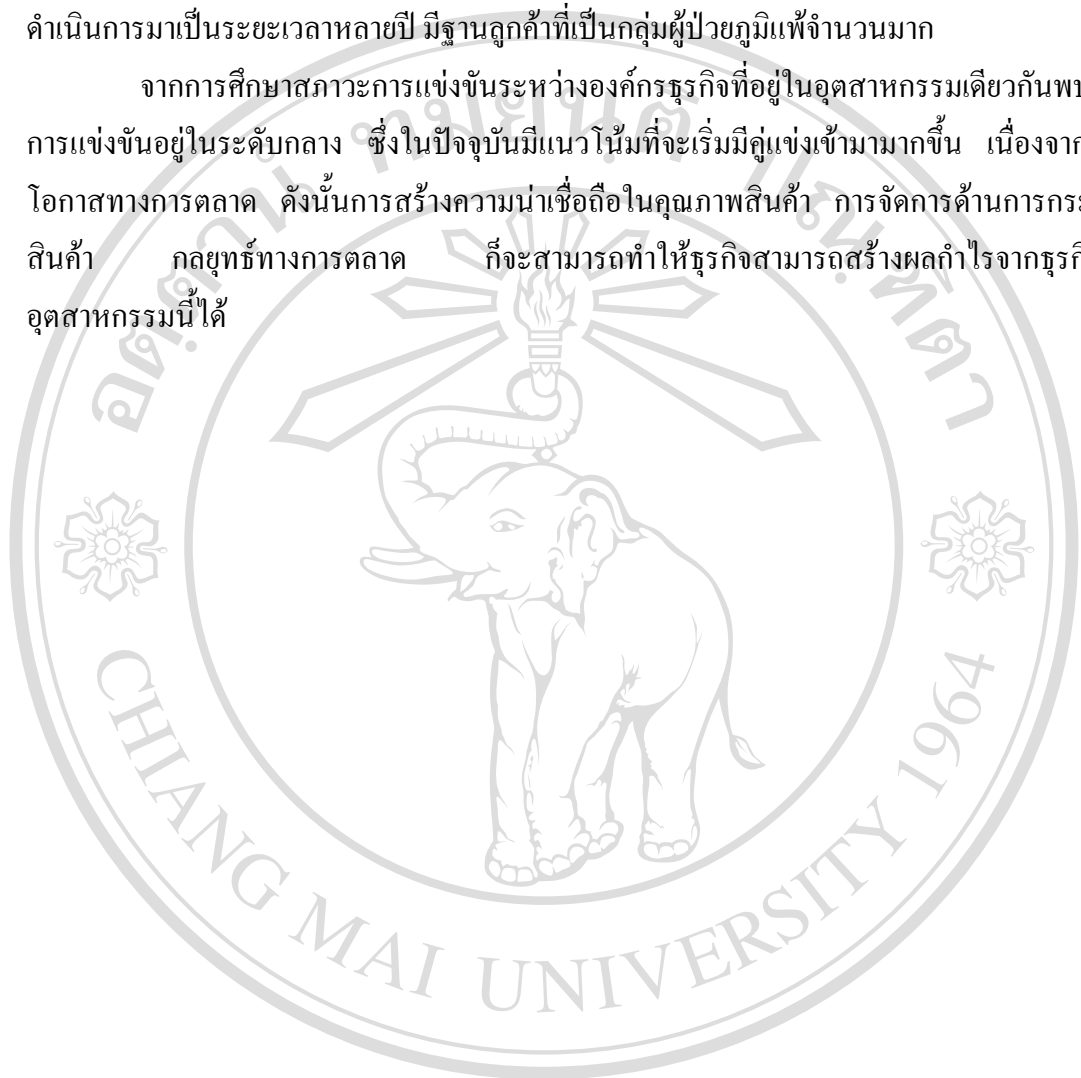 ดำเนินการมาเป็นระยะเวลาหลายปี มีฐานลูกค้าที่เป็นกลุ่มผู้ป่วยภูมิแพ้จำนวนมาก
จากการศึกษาสภาวะการแข่งขันระหว่างองค์กรธุรกิจที่อยู่ในอุตสาหกรรมเดียวกันพบ
การแข่งขันอยู่ในระดับกลาง ซึ่งในปัจจุบันมีแนวโน้มที่จะเริ่มมีคู่แข่งเข้ามามากขึ้น เนื่องจาก
โอกาสทางการตลาด ดังนั้นการสร้างความน่าเชื่อถือในคุณภาพสินค้า การจัดการด้านการกระ
สินค้า กลยุทธ์ทางการตลาด ก็จะสามารถทำให้ธุรกิจสามารถสร้างผลกำไรจากธุรกิ
อุตสาหกรรมนี้ได้
อตฺตานํ ทมยนฺติ ปณฺฑิตา
CHIANG MAI UNIVERSITY 1964